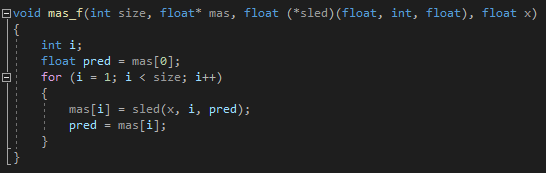 void mas_f(int size, float* mas, float (*sled)(float, int, float), float x)
{
    int i;
    float pred = mas[0];
    for (i = 1; i < size; i++)
    {
        mas[i] = sled(x, i, pred);
        pred = mas[i];
    }
}